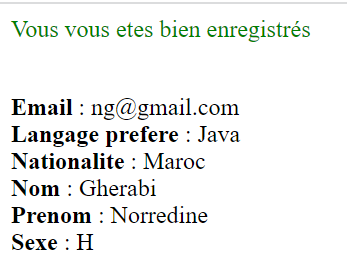 Vous vous etes bien enregistrés
Email : ng@gmail.com
Langage prefere : Java
Nationalite : Maroc
Nom : Gherabi
Prenom : Norredine
Sexe : H